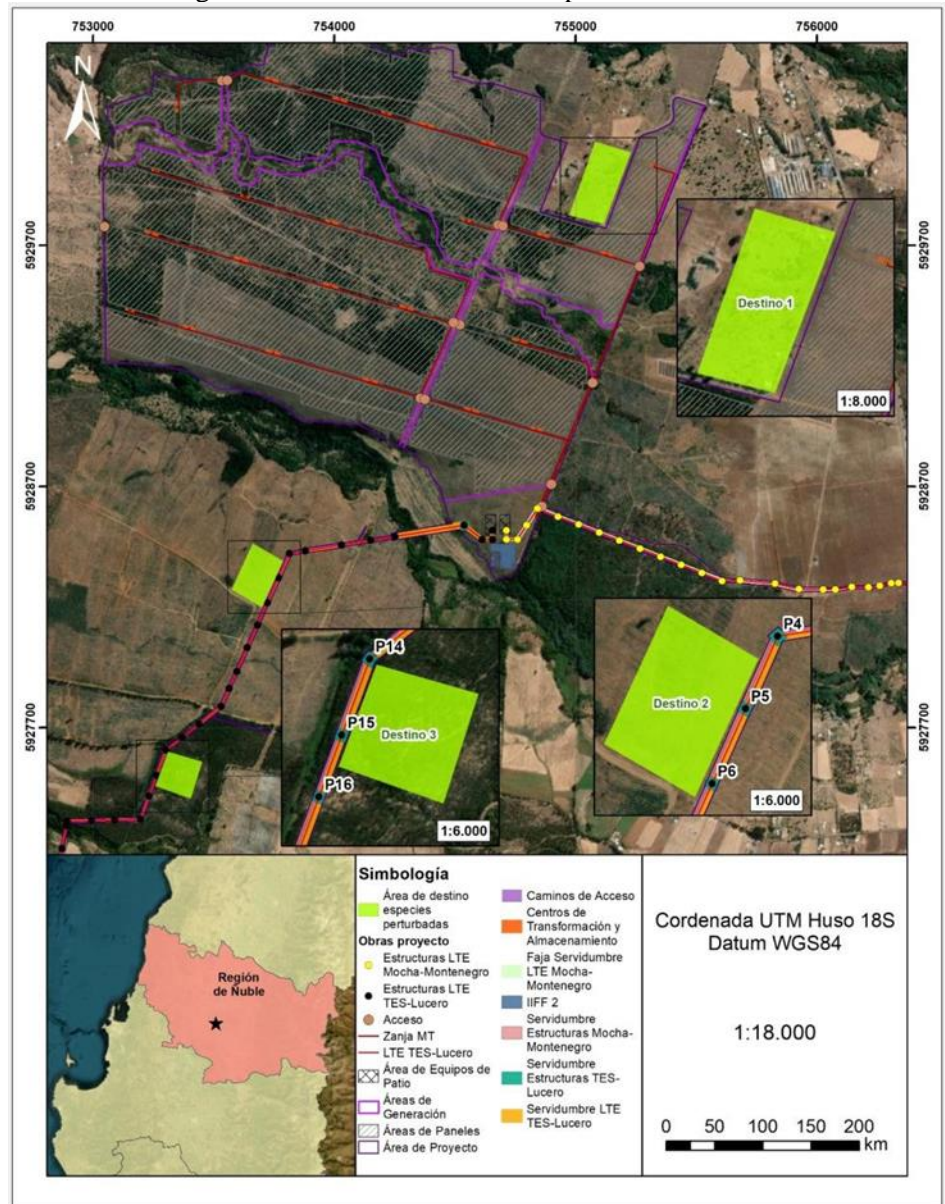 753000
754000
755000
756000
N
5929700
5929700
Destino 1
1:8.000
5928700
5928700
P14
P15
Destino 3
P16
1:6.000
P4
Destino 2
P5
P6
1:6.000
5927700
5927700
Región
de Ñuble
Simbología
Área de destino
especies
perturbadas
Obras proyecto
Estructuras LTE
Mocha-Montenegro
Estructuras LTE
TES-Lucero
Acceso
Zanja MT
LTE TES-Lucero
Área de Equipos de
Patio
Áreas de
Generación
Áreas de Paneles
Área de Proyecto
Caminos de Acceso
Centros de
Transformación y
Almacenamiento
Faja Servidumbre
LTE Mocha-
Montenegro
IIFF 2
Servidumbre
Estructuras Mocha-
Montenegro
Servidumbre
Estructuras TES-
Lucero
Servidumbre LTE
TES-Lucero
Cordenada UTM Huso 18S
Datum WGS84
1:18.000
0 50 100 150 200
km